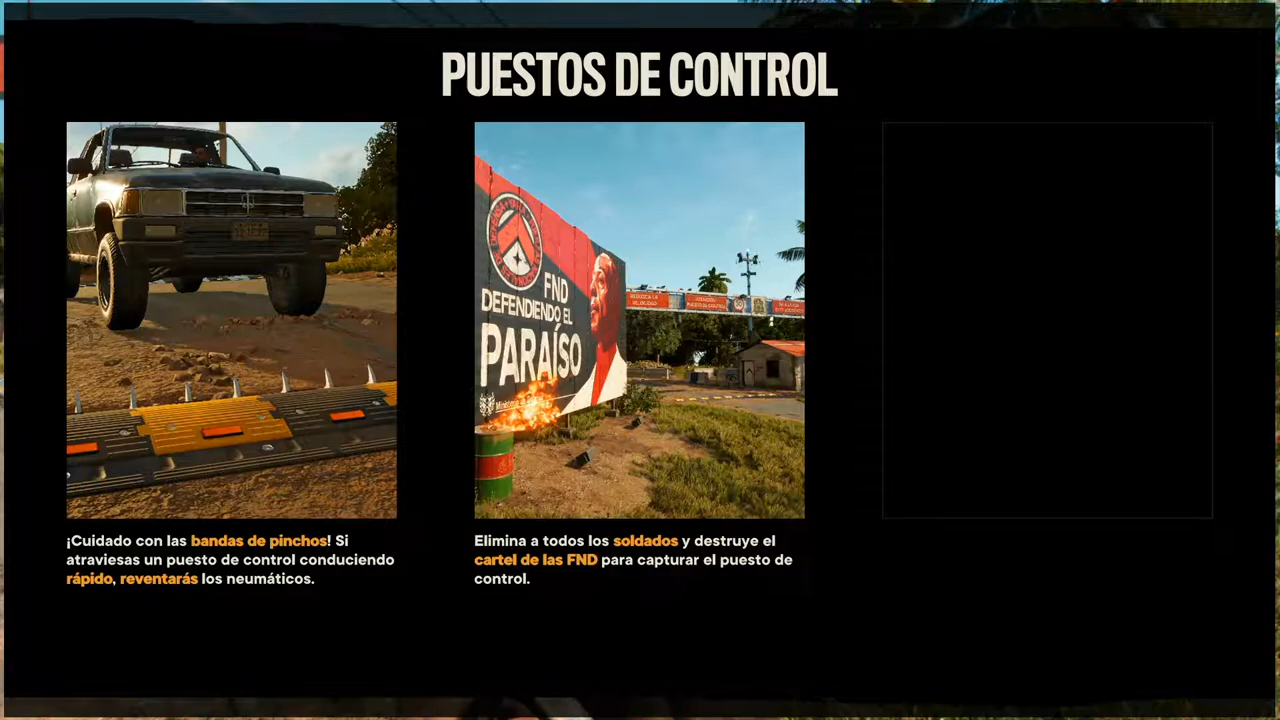 PUESTOS DE CONTROL
FND
DEFENDIENDO EL
PARAÍSO
¡Cuidado con las bandas de pinchos! Si
atraviesas un puesto de control conduciendo
rápido, reventarás los neumáticos.
Elimina a todos los soldados y destruye el
cartel de las FND para capturar el puesto de
control.